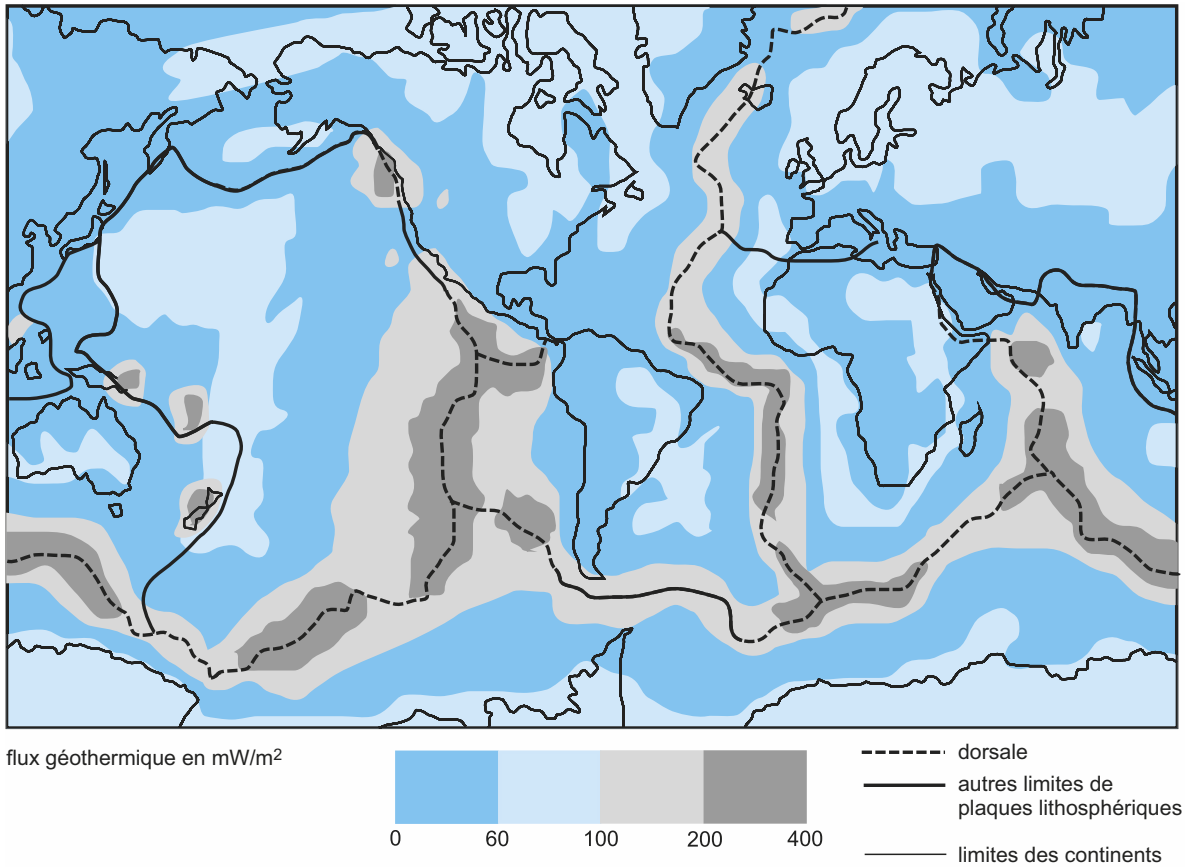 flux géothermique en mW/m²
0 60 100 200 400
dorsale
autres limites de
plaques lithosphériques
limites des continents